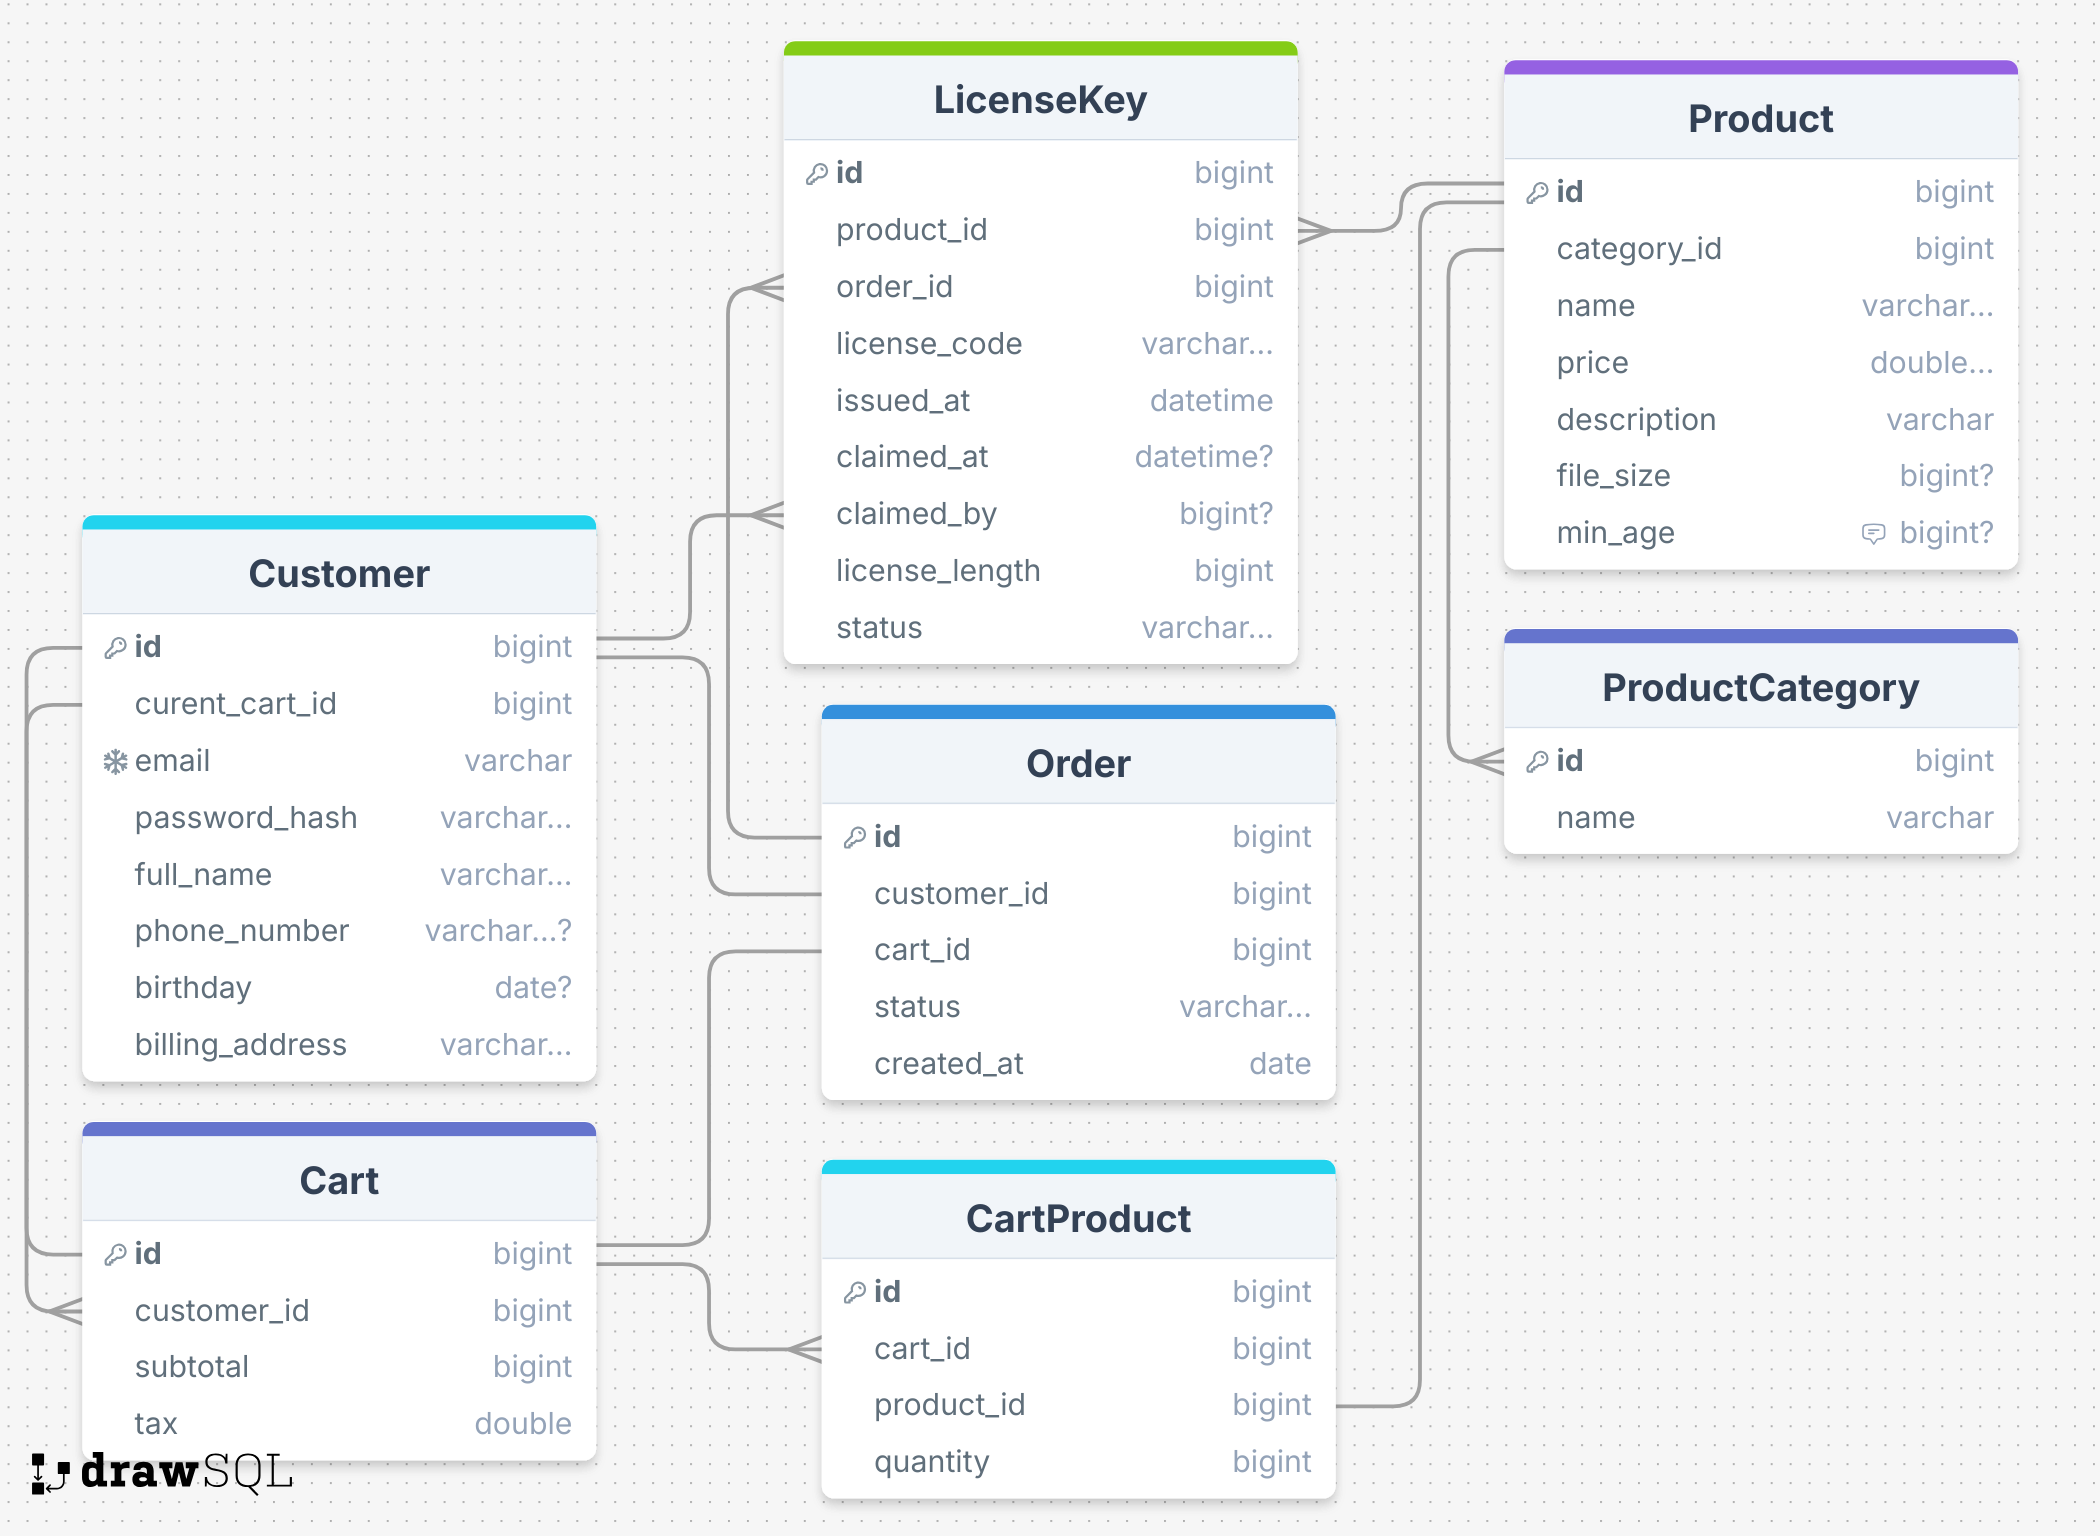 LicenseKey
id bigint
product_id bigint
order_id bigint
license_code varchar...
issued_at datetime
claimed_at datetime?
claimed_by bigint?
license_length bigint
status varchar...
Product
id bigint
category_id bigint
name varchar...
price double...
description varchar
file_size bigint?
min_age bigint?
Customer
id bigint
curent_cart_id bigint
email varchar
password_hash varchar...
full_name varchar...
phone_number varchar...?
birthday date?
billing_address varchar...
Order
id bigint
customer_id bigint
cart_id bigint
status varchar...
created_at date
ProductCategory
id bigint
name varchar
Cart
id bigint
customer_id bigint
subtotal bigint
tax double
CartProduct
id bigint
cart_id bigint
product_id bigint
quantity bigint
drawSQL